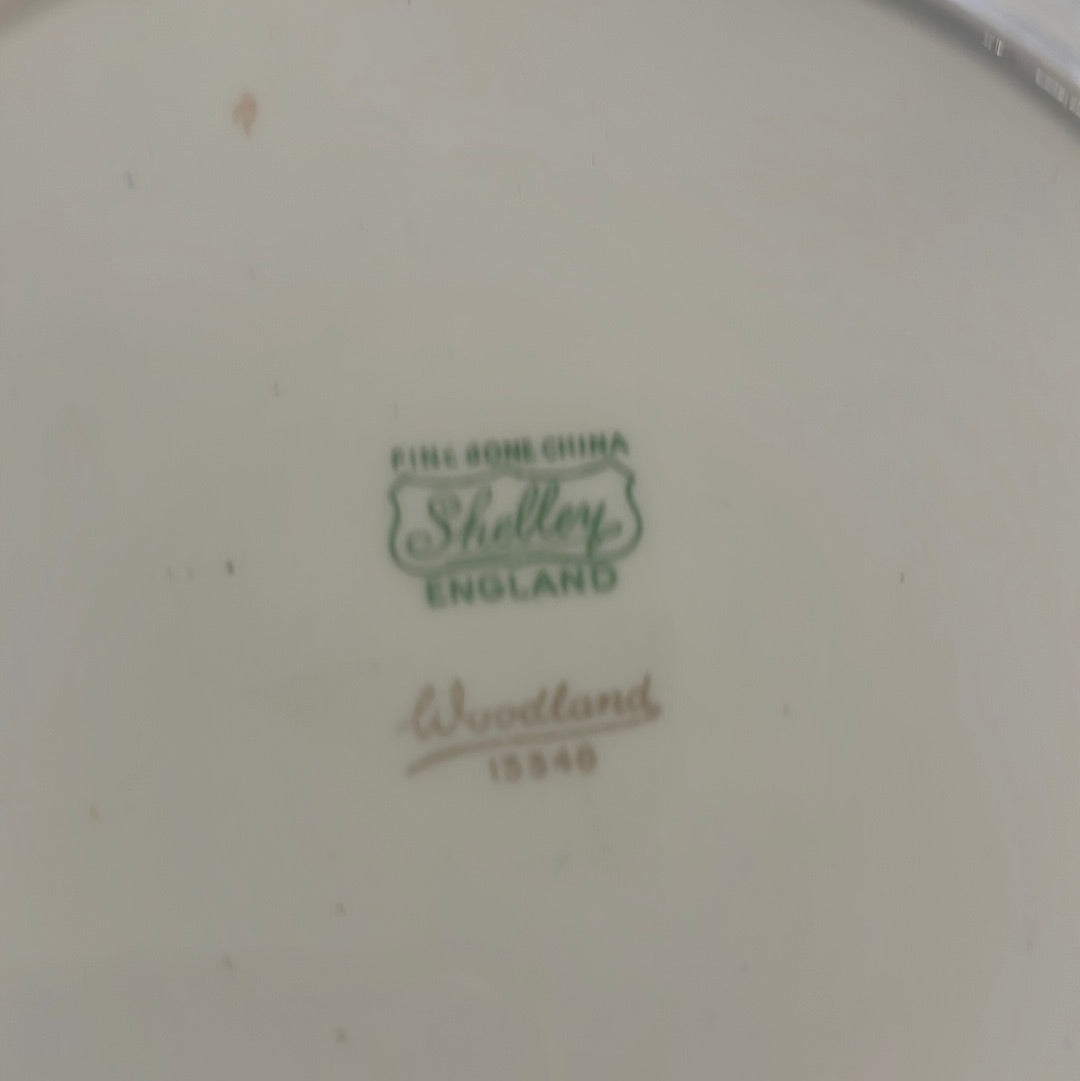 FINE BONE CHINA
Shelley
ENGLAND
Woodland
13348